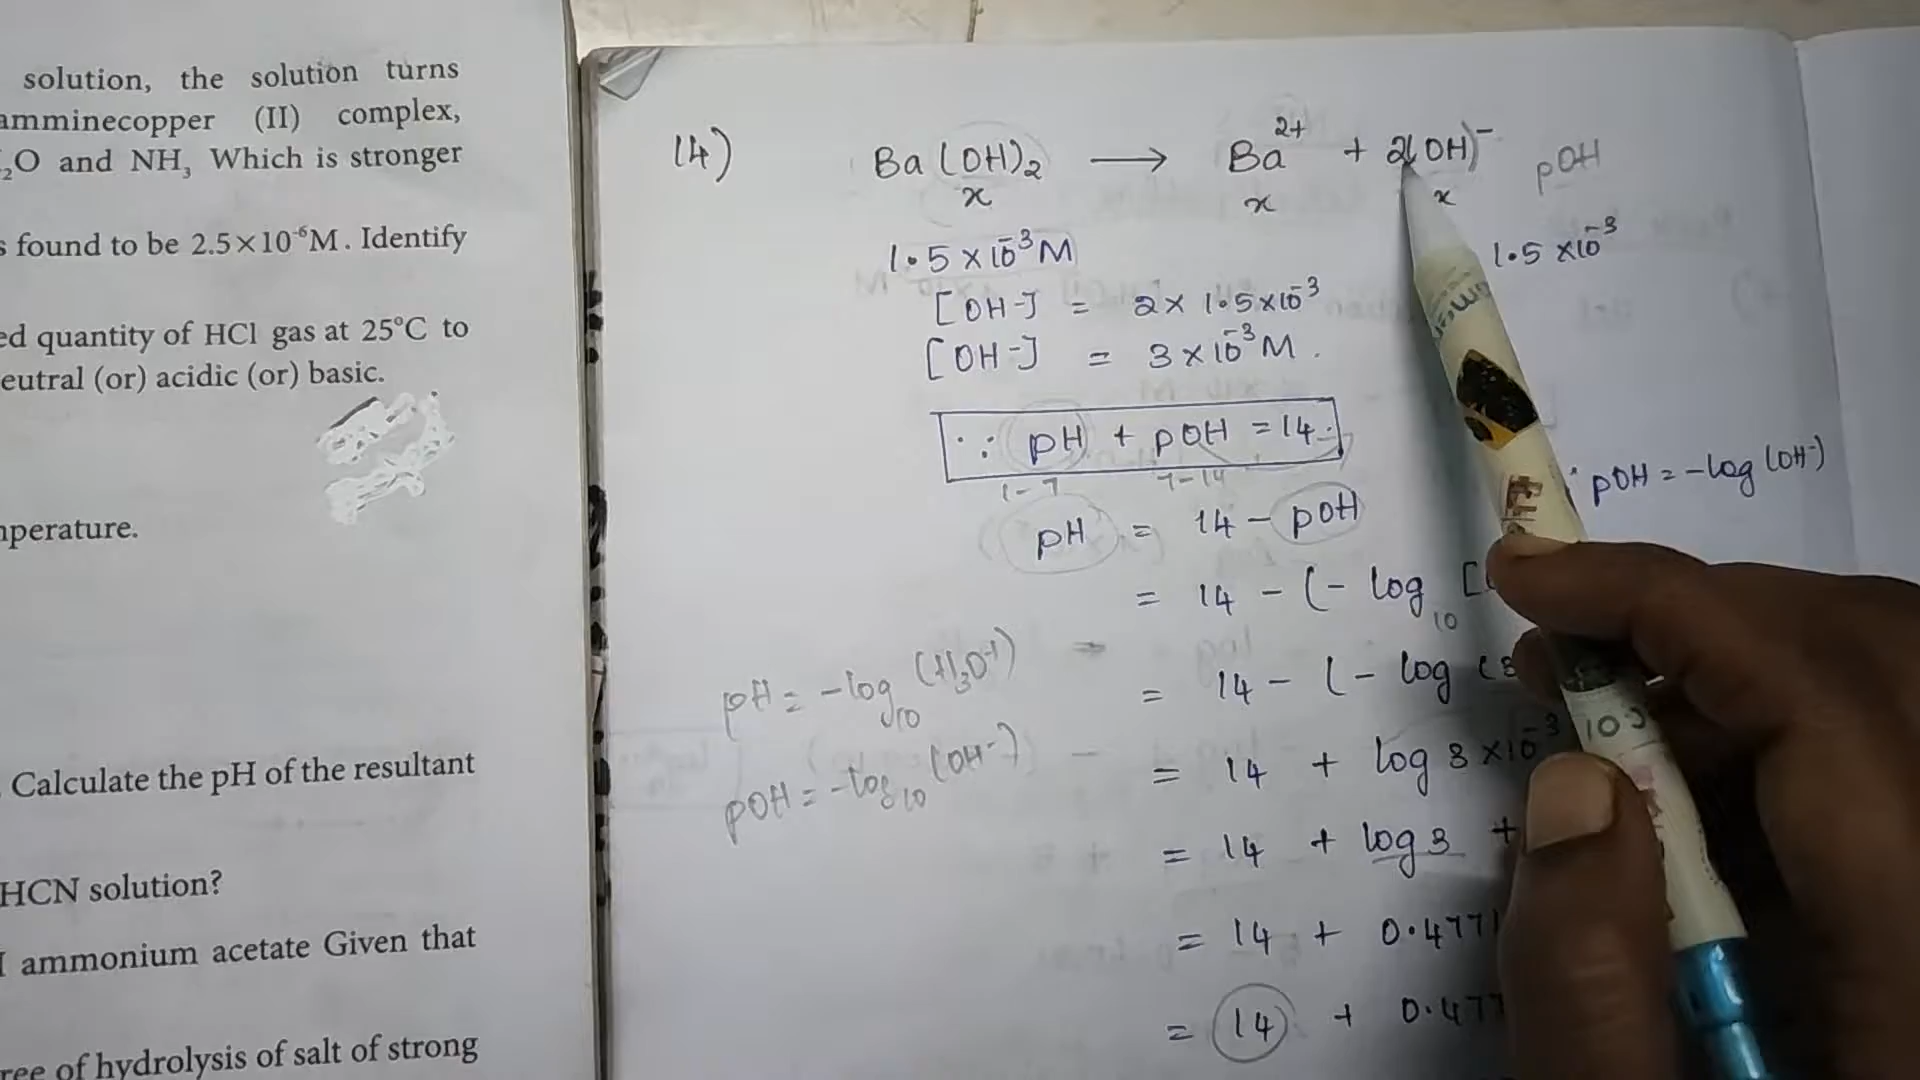 solution, the solution turns
amminecopper (II) complex,
₂O and NH₃ Which is stronger
found to be 2.5×10⁻⁶M. Identify
quantity of HCl gas at 25°C to
(or) acidic (or) basic.
Calculate the pH of the resultant
HCN solution?
ammonium acetate Given that
of hydrolysis of salt of strong
14) Ba(OH)₂ ⟶ Ba²⁺ + 2(OH)⁻ pOH
x x x
1.5×10⁻³M 1.5×10⁻³
[OH-] = 2×1.5×10⁻³
[OH-] = 3×10⁻³M.
∵ pH + pOH = 14.
1-7 7-14
pOH = -log(OH⁻)
pH = 14 - pOH
= 14 - (- log₁₀ [
= 14 - (- log (3
pH = -log₁₀ (H₃O⁺)
= 14 + log 3×10⁻³
pOH = -log₁₀ (OH⁻)
= 14 + log 3 +
= 14 + 0.4771
= 14 + 0.477